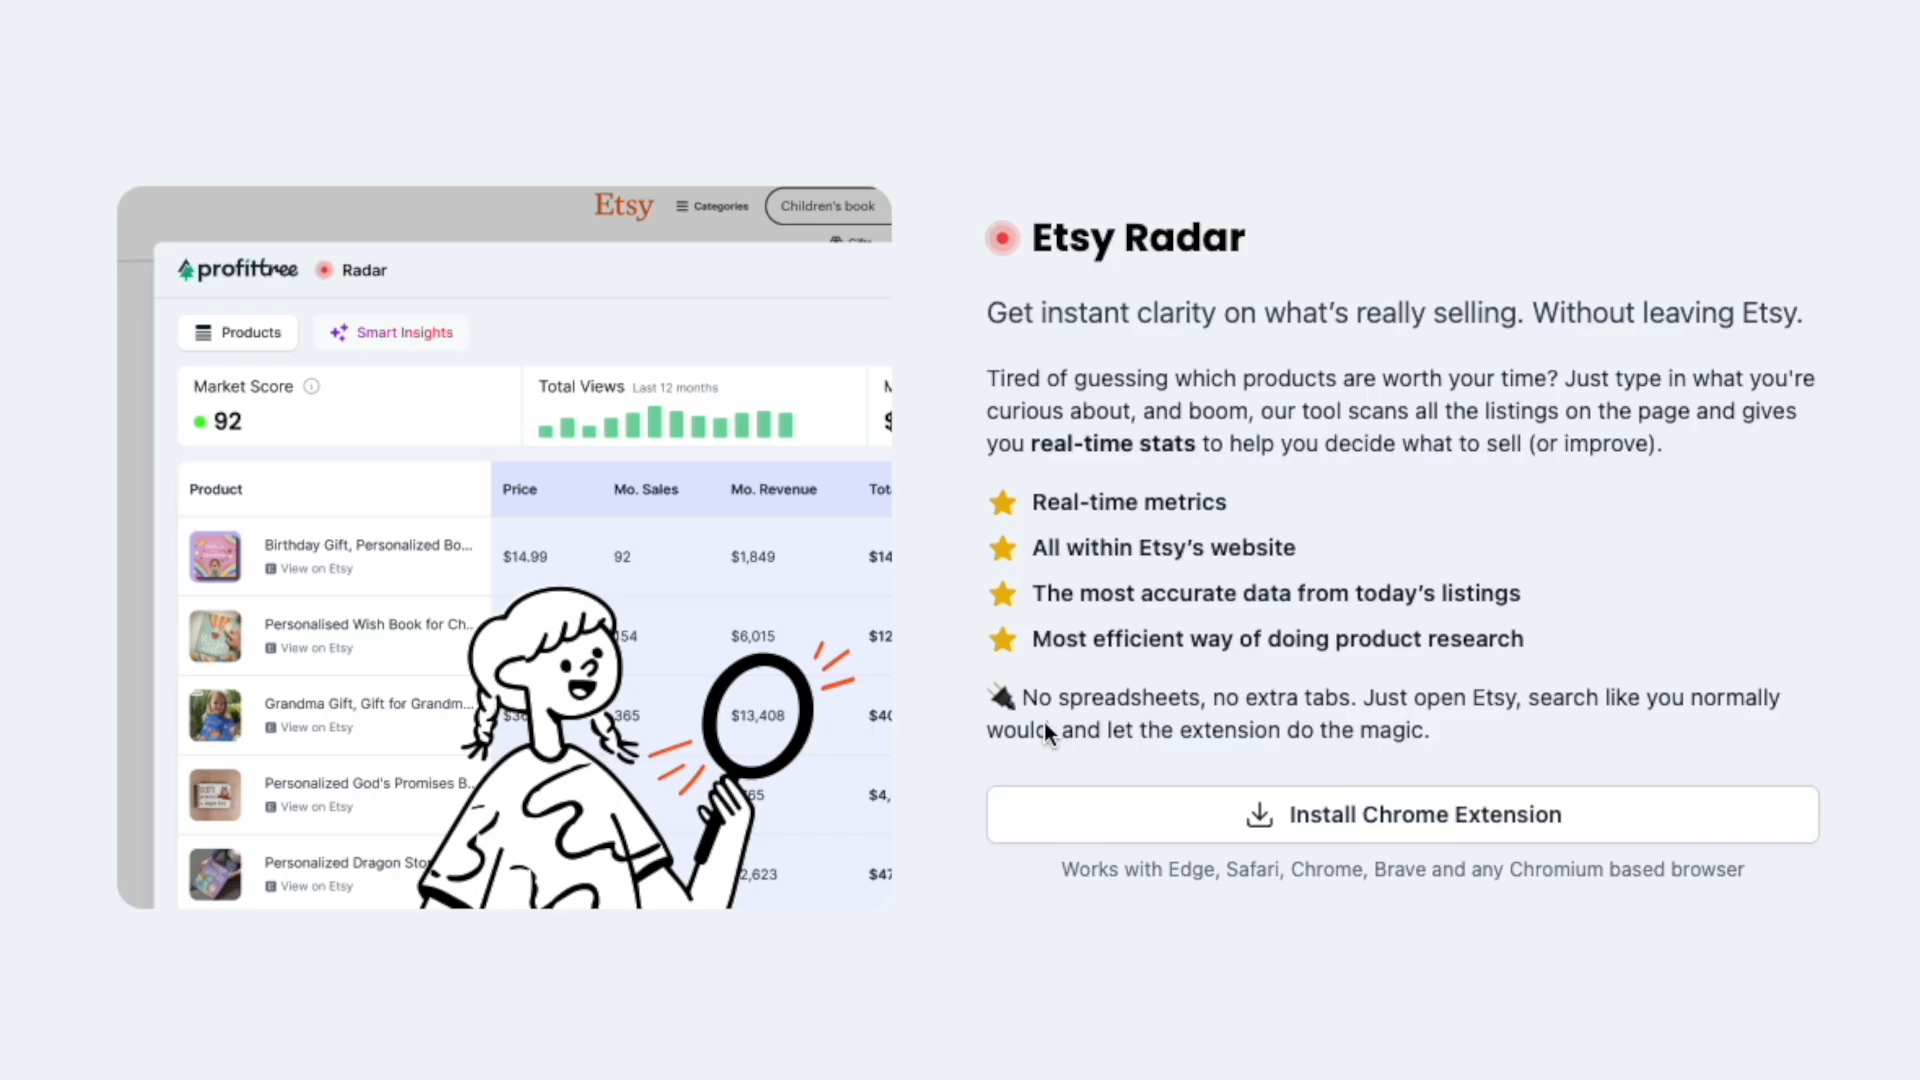 Etsy
Categories
Children's book
profittree Radar
Products
Smart Insights
Market Score
92
Total Views Last 12 months
Product
Price
Mo. Sales
Mo. Revenue
Birthday Gift, Personalized Bo...
View on Etsy
$14.99
92
$1,849
Personalised Wish Book for Ch...
View on Etsy
154
$6,015
Grandma Gift, Gift for Grandm...
View on Etsy
365
$13,408
Personalized God's Promises B...
View on Etsy
Personalized Dragon Sto
View on Etsy
2,623
Etsy Radar
Get instant clarity on what’s really selling. Without leaving Etsy.
Tired of guessing which products are worth your time? Just type in what you're
curious about, and boom, our tool scans all the listings on the page and gives
you real-time stats to help you decide what to sell (or improve).
Real-time metrics
All within Etsy’s website
The most accurate data from today’s listings
Most efficient way of doing product research
No spreadsheets, no extra tabs. Just open Etsy, search like you normally
would, and let the extension do the magic.
Install Chrome Extension
Works with Edge, Safari, Chrome, Brave and any Chromium based browser